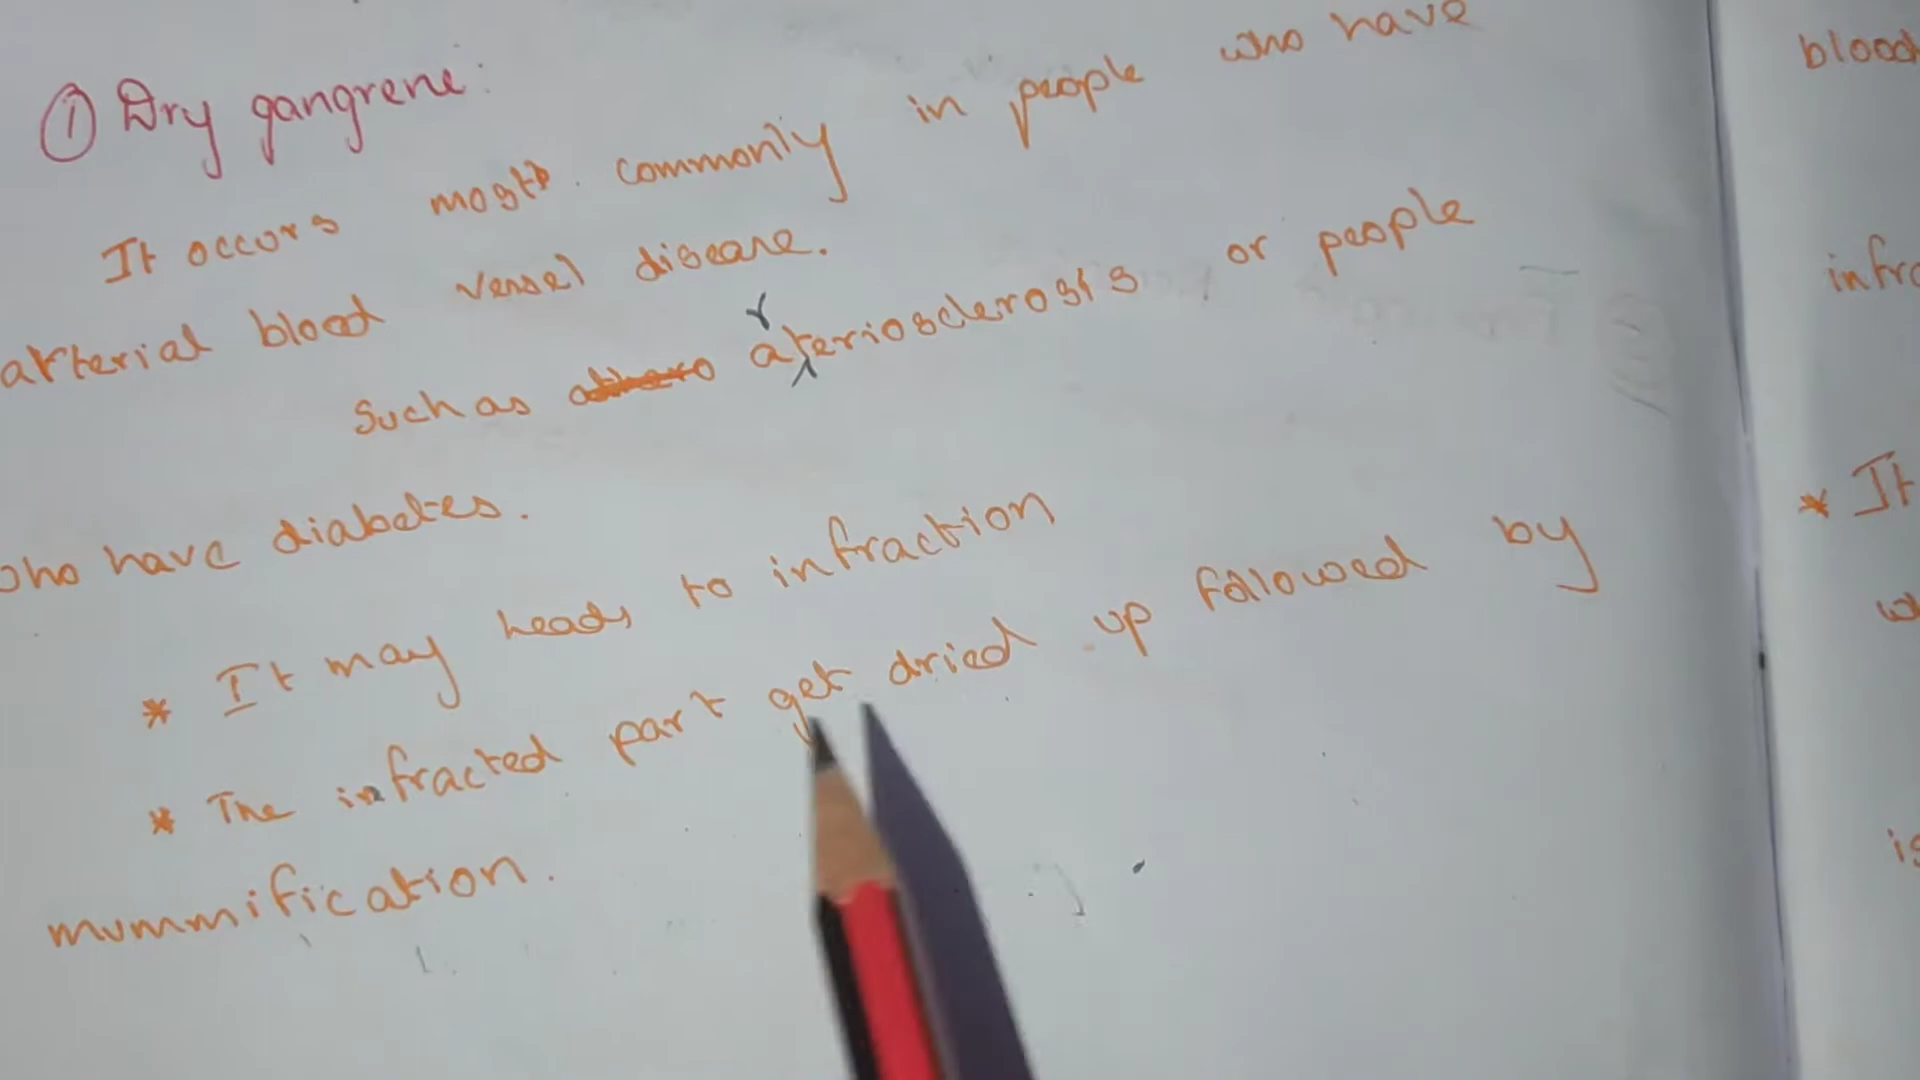 ① Dry gangrene:
It occurs most commonly in people who have
arterial blood vessel disease.
Such as arteriosclerosis or people
who have diabetes.
* It may leads to infraction
* The infracted part get dried up followed by
mummification.
blood
* It